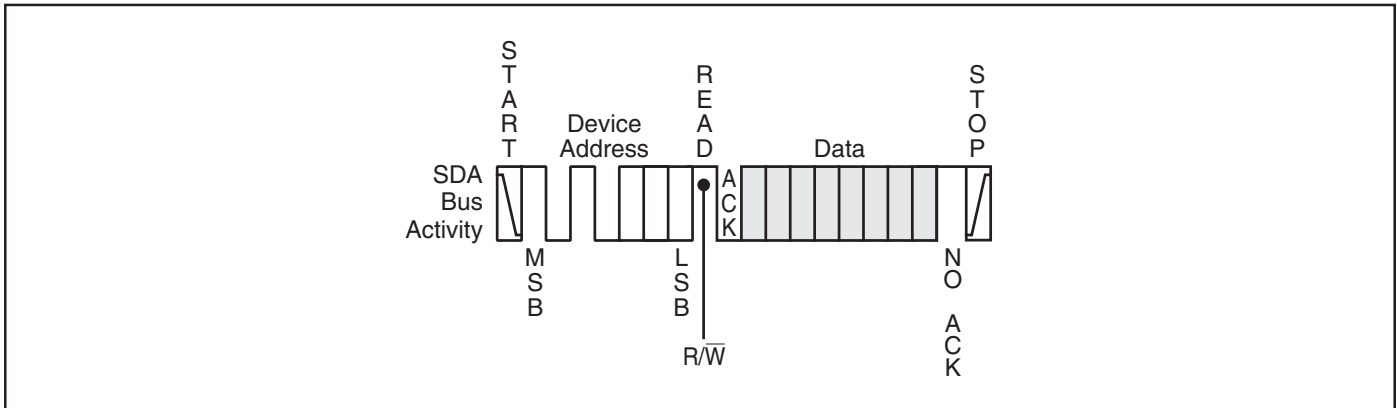 START
READ
STOP
Device
Address
Data
SDA
Bus
Activity
ACK
MSB
LSB
NO ACK
R/W̅